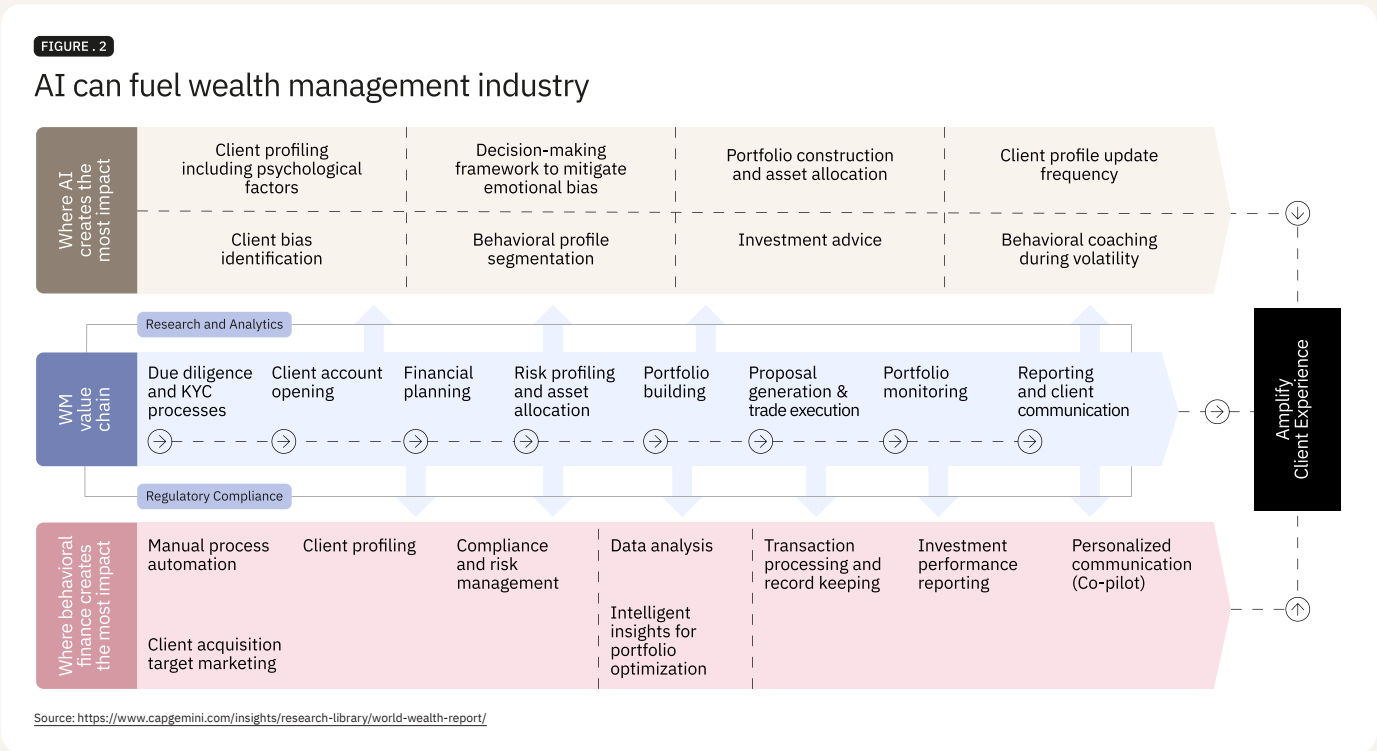 FIGURE . 2
AI can fuel wealth management industry
Where AI
creates the
most impact
Client profiling
including psychological
factors
Decision-making
framework to mitigate
emotional bias
Portfolio construction
and asset allocation
Client profile update
frequency
Client bias
identification
Behavioral profile
segmentation
Investment advice
Behavioral coaching
during volatility
Research and Analytics
WM
value
chain
Due diligence
and KYC
processes
Client account
opening
Financial
planning
Risk profiling
and asset
allocation
Portfolio
building
Proposal
generation &
trade execution
Portfolio
monitoring
Reporting
and client
communication
Amplify
Client Experience
Regulatory Compliance
Where behavioral
finance creates
the most impact
Manual process
automation
Client profiling
Compliance
and risk
management
Data analysis
Transaction
processing and
record keeping
Investment
performance
reporting
Personalized
communication
(Co-pilot)
Client acquisition
target marketing
Intelligent
insights for
portfolio
optimization
Source: https://www.capgemini.com/insights/research-library/world-wealth-report/